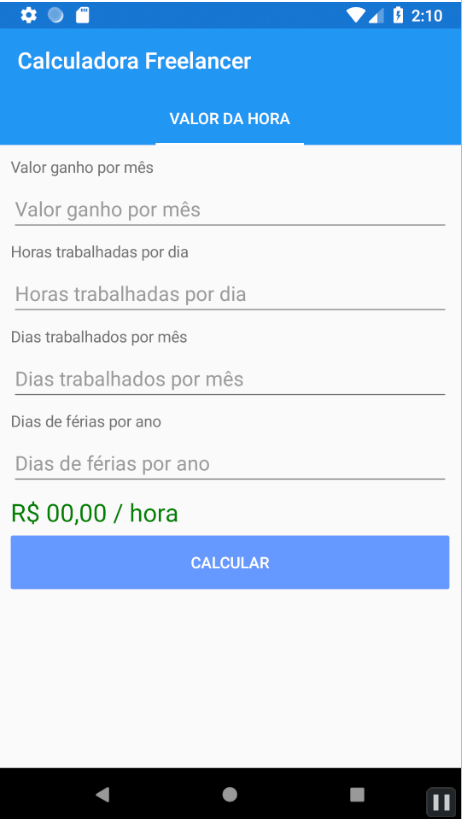 2:10
Calculadora Freelancer
VALOR DA HORA
Valor ganho por mês
Valor ganho por mês
Horas trabalhadas por dia
Horas trabalhadas por dia
Dias trabalhados por mês
Dias trabalhados por mês
Dias de férias por ano
Dias de férias por ano
R$ 00,00 / hora
CALCULAR